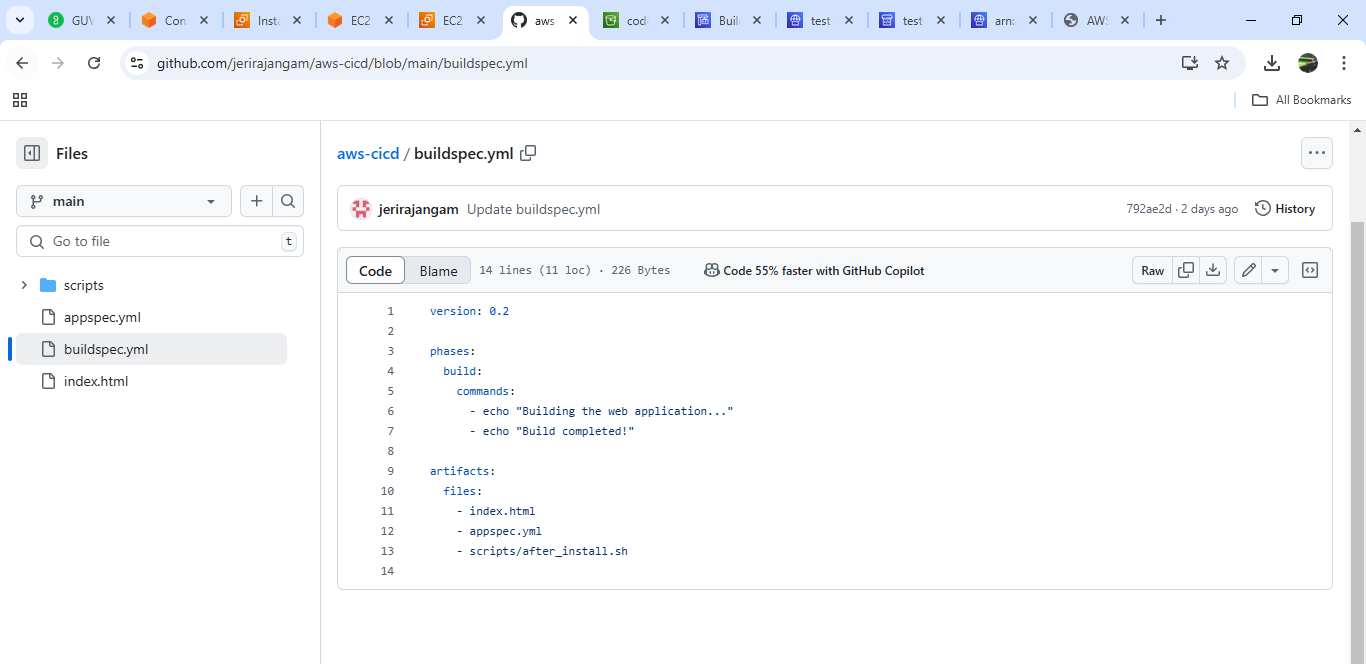 GUV
Con
Insta
EC2
EC2
aws
cod
Buil
test
test
arn:
AWS
github.com/jerirajangam/aws-cicd/blob/main/buildspec.yml
All Bookmarks
Files
main
Go to file
t
scripts
appspec.yml
buildspec.yml
index.html
aws-cicd / buildspec.yml
jerirajangam Update buildspec.yml
792ae2d · 2 days ago
History
Code
Blame
14 lines (11 loc) · 226 Bytes
Code 55% faster with GitHub Copilot
Raw
1 version: 0.2
2
3 phases:
4 build:
5 commands:
6 - echo "Building the web application..."
7 - echo "Build completed!"
8
9 artifacts:
10 files:
11 - index.html
12 - appspec.yml
13 - scripts/after_install.sh
14